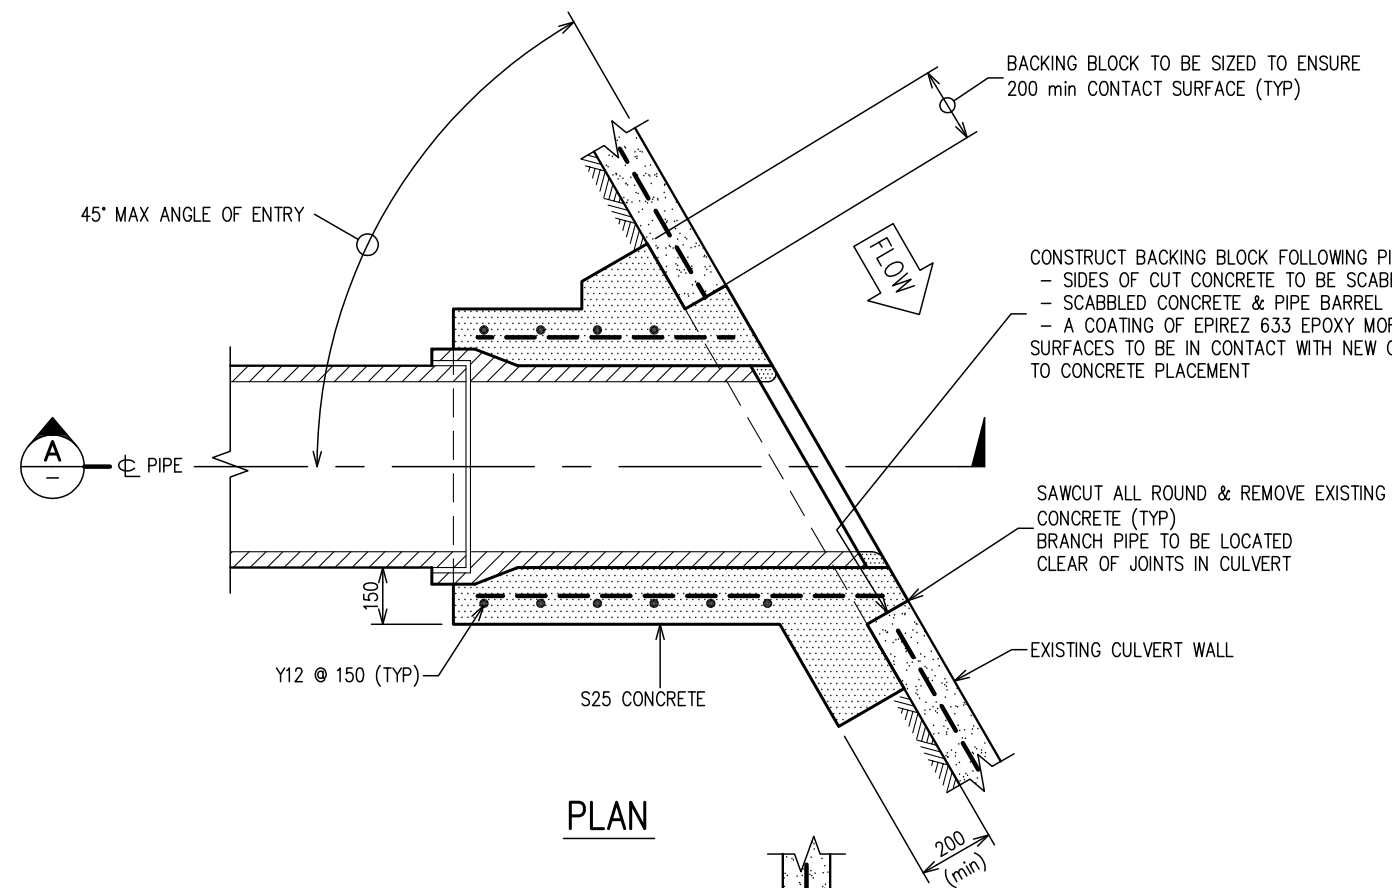 BACKING BLOCK TO BE SIZED TO ENSURE
200 min CONTACT SURFACE (TYP)
45° MAX ANGLE OF ENTRY
FLOW
CONSTRUCT BACKING BLOCK FOLLOWING
- SIDES OF CUT CONCRETE TO BE
- SCABBLED CONCRETE & PIPE BARREL
- A COATING OF EPIREZ 633 EPOXY
SURFACES TO BE IN CONTACT WITH NEW
TO CONCRETE PLACEMENT
A
-
℄ PIPE
SAWCUT ALL ROUND & REMOVE EXISTING
CONCRETE (TYP)
BRANCH PIPE TO BE LOCATED
CLEAR OF JOINTS IN CULVERT
150
Y12 @ 150 (TYP)
S25 CONCRETE
EXISTING CULVERT WALL
PLAN
200
(min)